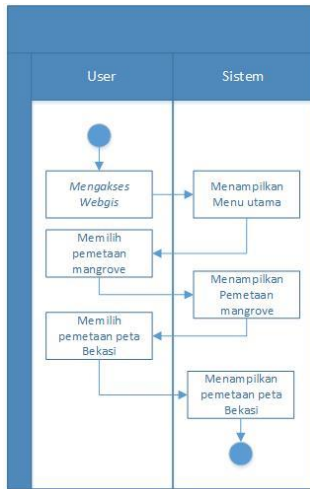 User
Sistem
Mengakses
Webgis
Menampilkan
Menu utama
Memilih
pemetaan
mangrove
Menampilkan
Pemetaan
mangrove
Memilih
pemetaan peta
Bekasi
Menampilkan
pemetaan peta
Bekasi